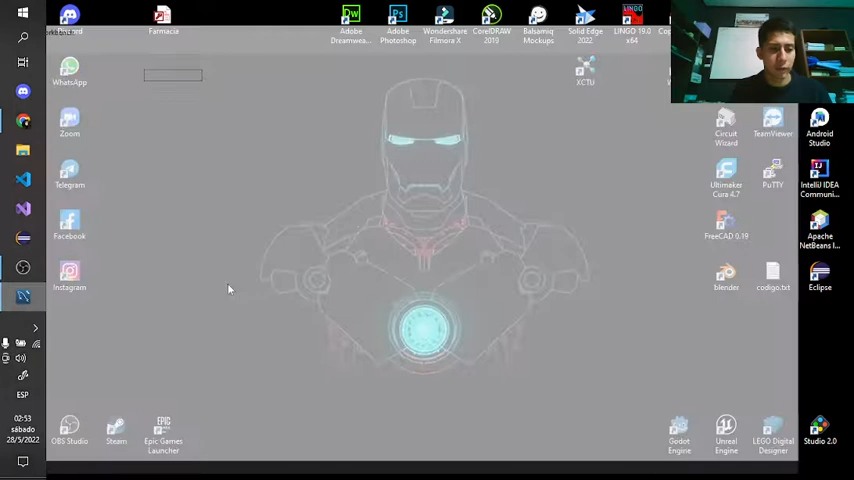 Discord
Farmacia
Adobe
Dreamwea...
Adobe
Photoshop
Wondershare
Filmora X
CorelDRAW
2019
Balsamiq
Mockups
Solid Edge
2022
LINGO 19.0
x64
WhatsApp
XCTU
Zoom
Circuit
Wizard
TeamViewer
Android
Studio
Telegram
Ultimaker
Cura 4.7
PuTTY
IntelliJ IDEA
Communi...
Facebook
FreeCAD 0.19
Apache
NetBeans I...
Instagram
blender
codigo.txt
Eclipse
ESP
02:53
sábado
28/5/2022
OBS Studio
Steam
Epic Games
Launcher
Godot
Engine
Unreal
Engine
LEGO Digital
Designer
Studio 2.0